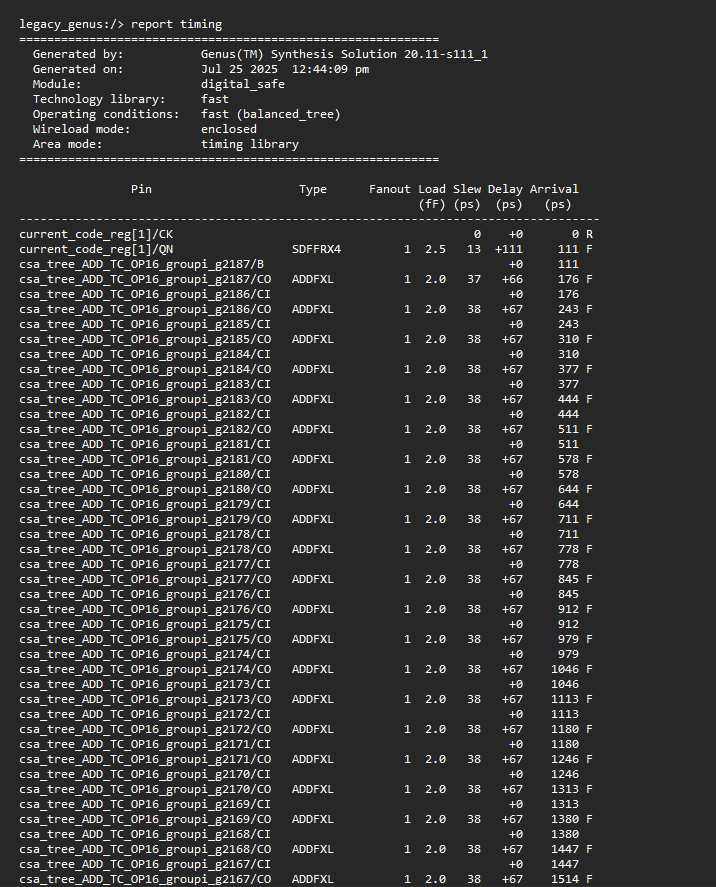 legacy_genus:/> report timing
============================================================
  Generated by:           Genus(TM) Synthesis Solution 20.11-s111_1
  Generated on:           Jul 25 2025  12:44:09 pm
  Module:                 digital_safe
  Technology library:     fast
  Operating conditions:   fast (balanced_tree)
  Wireload mode:          enclosed
  Area mode:              timing library
============================================================

                Pin                     Type      Fanout Load Slew Delay Arrival
                                                         (fF) (ps)  (ps)   (ps)
-----------------------------------------------------------------------------------
current_code_reg[1]/CK                                           0    +0       0 R
current_code_reg[1]/QN                 SDFFRX4         1  2.5   13  +111     111 F
csa_tree_ADD_TC_OP16_groupi_g2187/B                                   +0     111
csa_tree_ADD_TC_OP16_groupi_g2187/CO   ADDFXL          1  2.0   37   +66     176 F
csa_tree_ADD_TC_OP16_groupi_g2186/CI                                  +0     176
csa_tree_ADD_TC_OP16_groupi_g2186/CO   ADDFXL          1  2.0   38   +67     243 F
csa_tree_ADD_TC_OP16_groupi_g2185/CI                                  +0     243
csa_tree_ADD_TC_OP16_groupi_g2185/CO   ADDFXL          1  2.0   38   +67     310 F
csa_tree_ADD_TC_OP16_groupi_g2184/CI                                  +0     310
csa_tree_ADD_TC_OP16_groupi_g2184/CO   ADDFXL          1  2.0   38   +67     377 F
csa_tree_ADD_TC_OP16_groupi_g2183/CI                                  +0     377
csa_tree_ADD_TC_OP16_groupi_g2183/CO   ADDFXL          1  2.0   38   +67     444 F
csa_tree_ADD_TC_OP16_groupi_g2182/CI                                  +0     444
csa_tree_ADD_TC_OP16_groupi_g2182/CO   ADDFXL          1  2.0   38   +67     511 F
csa_tree_ADD_TC_OP16_groupi_g2181/CI                                  +0     511
csa_tree_ADD_TC_OP16_groupi_g2181/CO   ADDFXL          1  2.0   38   +67     578 F
csa_tree_ADD_TC_OP16_groupi_g2180/CI                                  +0     578
csa_tree_ADD_TC_OP16_groupi_g2180/CO   ADDFXL          1  2.0   38   +67     644 F
csa_tree_ADD_TC_OP16_groupi_g2179/CI                                  +0     644
csa_tree_ADD_TC_OP16_groupi_g2179/CO   ADDFXL          1  2.0   38   +67     711 F
csa_tree_ADD_TC_OP16_groupi_g2178/CI                                  +0     711
csa_tree_ADD_TC_OP16_groupi_g2178/CO   ADDFXL          1  2.0   38   +67     778 F
csa_tree_ADD_TC_OP16_groupi_g2177/CI                                  +0     778
csa_tree_ADD_TC_OP16_groupi_g2177/CO   ADDFXL          1  2.0   38   +67     845 F
csa_tree_ADD_TC_OP16_groupi_g2176/CI                                  +0     845
csa_tree_ADD_TC_OP16_groupi_g2176/CO   ADDFXL          1  2.0   38   +67     912 F
csa_tree_ADD_TC_OP16_groupi_g2175/CI                                  +0     912
csa_tree_ADD_TC_OP16_groupi_g2175/CO   ADDFXL          1  2.0   38   +67     979 F
csa_tree_ADD_TC_OP16_groupi_g2174/CI                                  +0     979
csa_tree_ADD_TC_OP16_groupi_g2174/CO   ADDFXL          1  2.0   38   +67    1046 F
csa_tree_ADD_TC_OP16_groupi_g2173/CI                                  +0    1046
csa_tree_ADD_TC_OP16_groupi_g2173/CO   ADDFXL          1  2.0   38   +67    1113 F
csa_tree_ADD_TC_OP16_groupi_g2172/CI                                  +0    1113
csa_tree_ADD_TC_OP16_groupi_g2172/CO   ADDFXL          1  2.0   38   +67    1180 F
csa_tree_ADD_TC_OP16_groupi_g2171/CI                                  +0    1180
csa_tree_ADD_TC_OP16_groupi_g2171/CO   ADDFXL          1  2.0   38   +67    1246 F
csa_tree_ADD_TC_OP16_groupi_g2170/CI                                  +0    1246
csa_tree_ADD_TC_OP16_groupi_g2170/CO   ADDFXL          1  2.0   38   +67    1313 F
csa_tree_ADD_TC_OP16_groupi_g2169/CI                                  +0    1313
csa_tree_ADD_TC_OP16_groupi_g2169/CO   ADDFXL          1  2.0   38   +67    1380 F
csa_tree_ADD_TC_OP16_groupi_g2168/CI                                  +0    1380
csa_tree_ADD_TC_OP16_groupi_g2168/CO   ADDFXL          1  2.0   38   +67    1447 F
csa_tree_ADD_TC_OP16_groupi_g2167/CI                                  +0    1447
csa_tree_ADD_TC_OP16_groupi_g2167/CO   ADDFXL          1  2.0   38   +67    1514 F